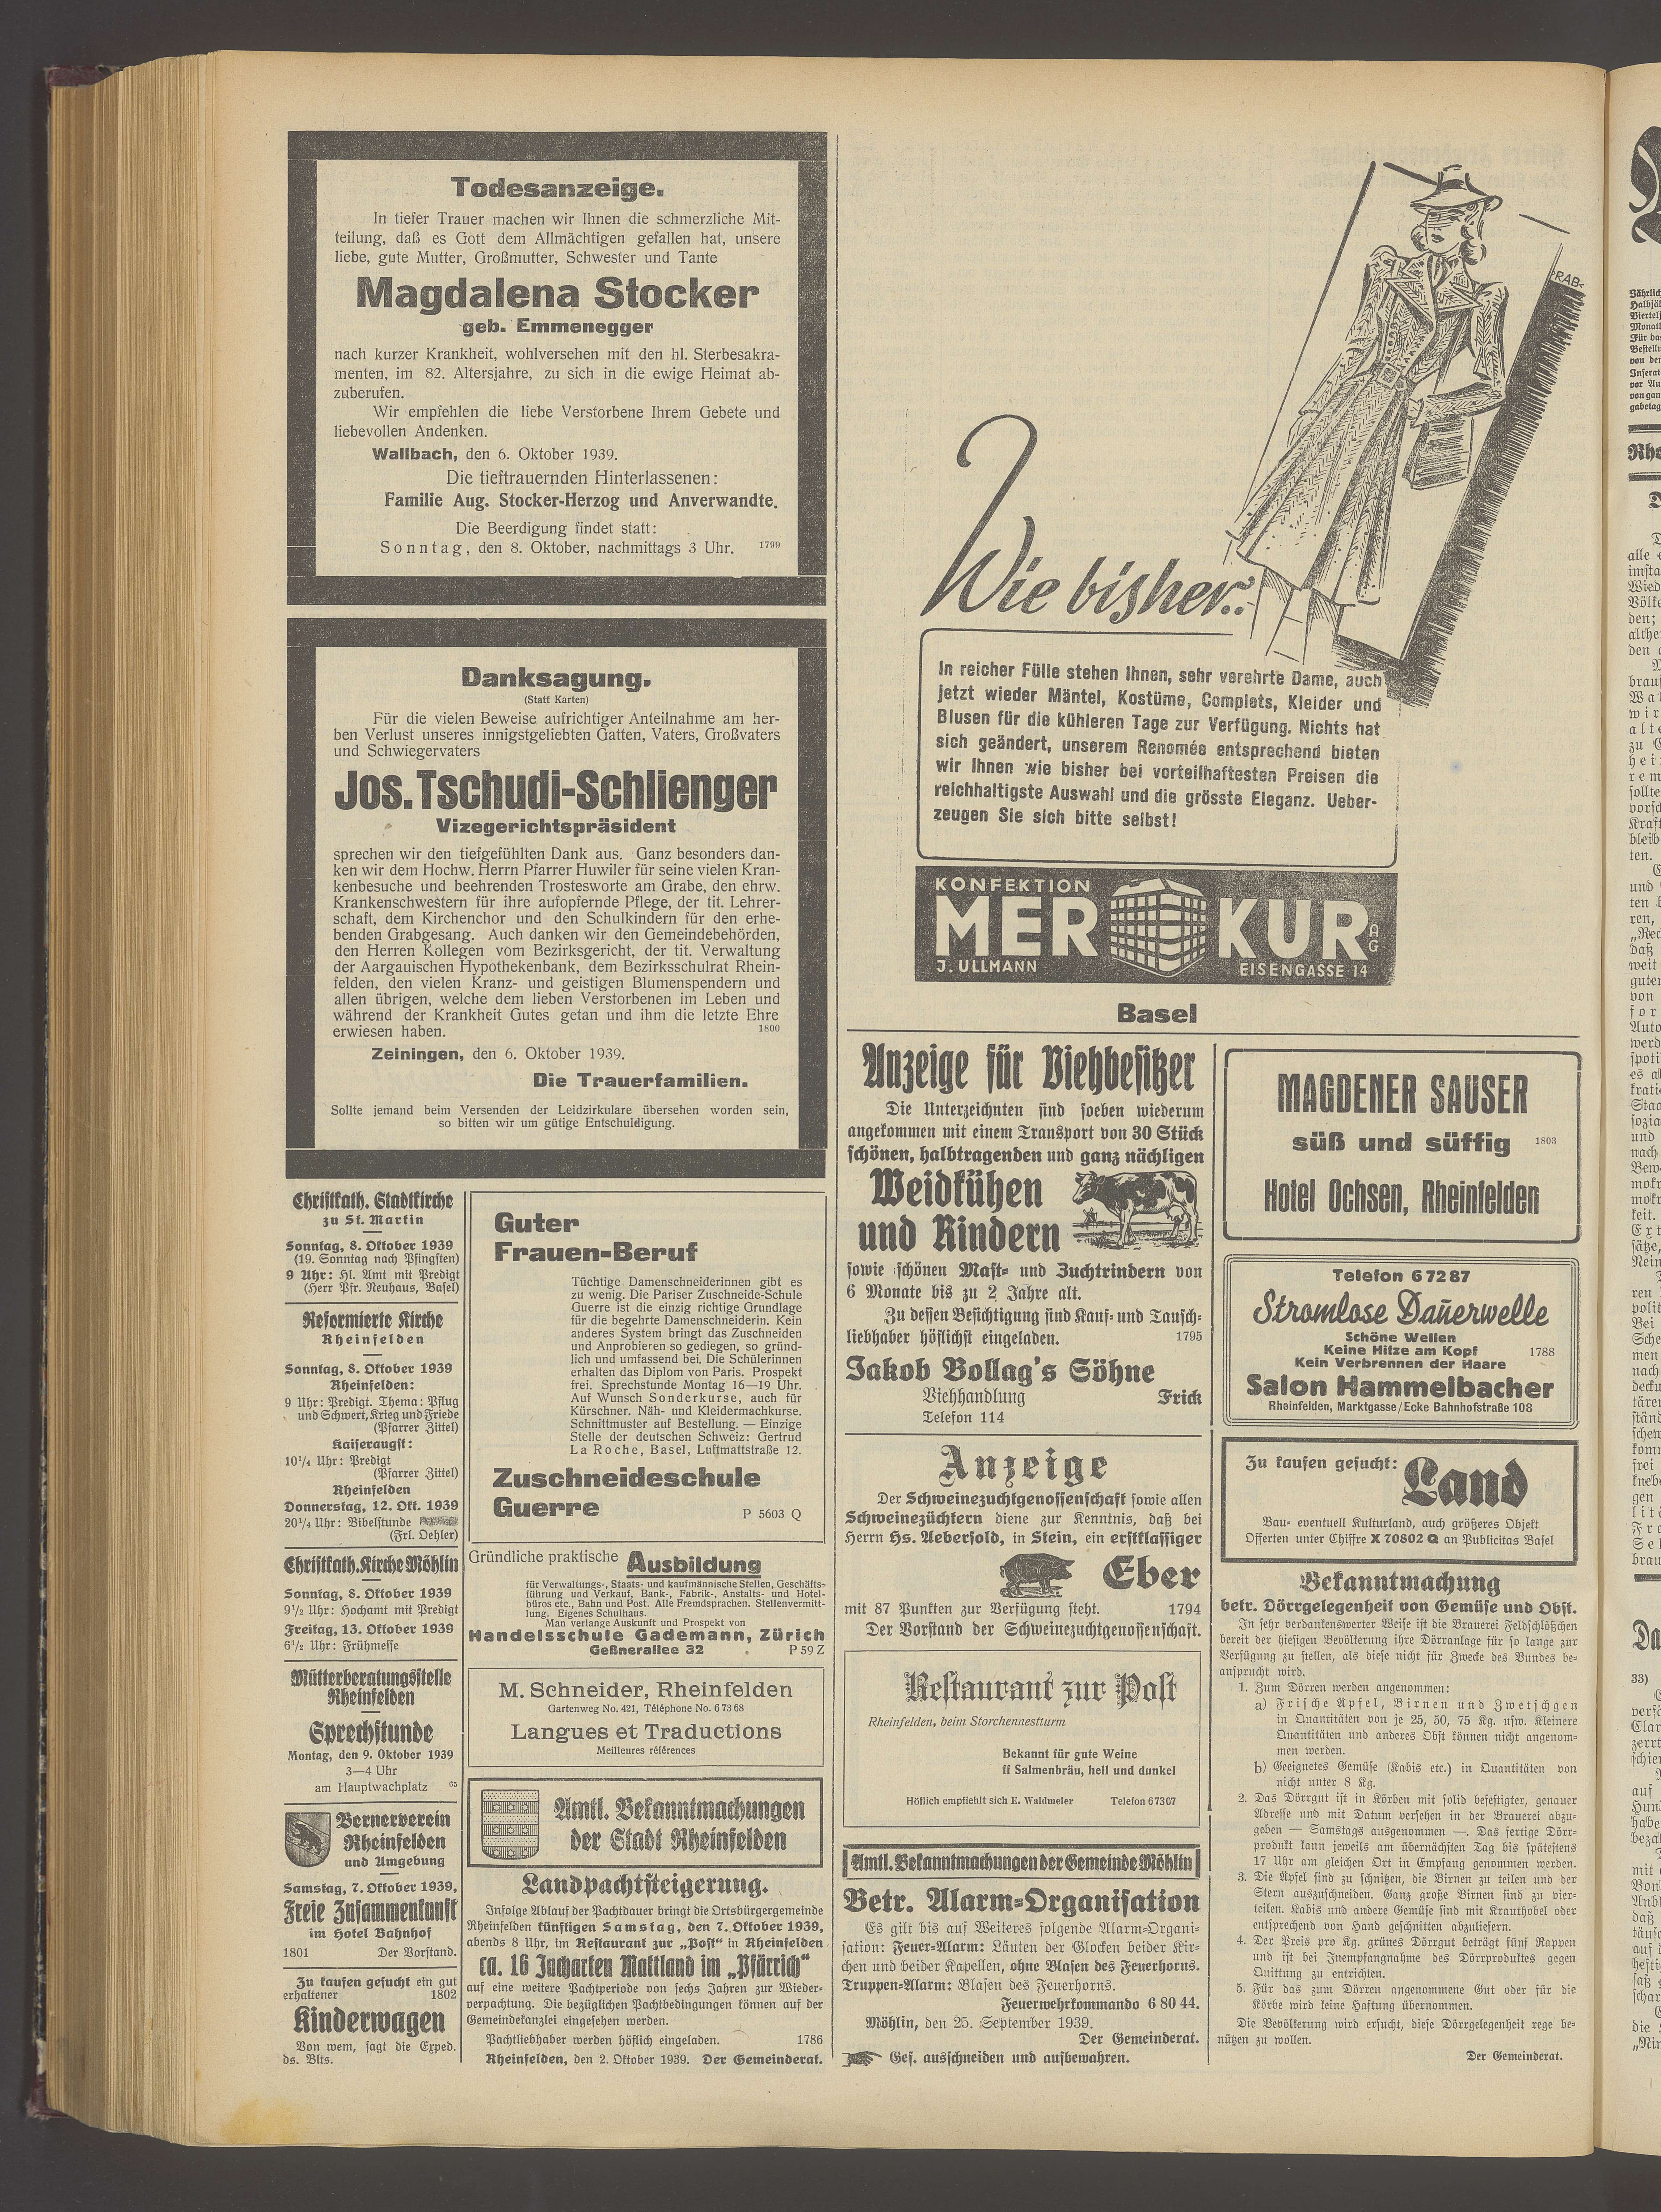 Todesanzeige.
In tiefer Trauer machen wir Ihnen die schmerzliche Mit-
teilung, daß es Gott dem Allmächtigen gefallen hat, unsere
liebe, gute Mutter, Großmutter, Schwester und Tante
Magdalena Stocker
geb. Emmenegger
nach kurzer Krankheit, wohlversehen mit den hl. Sterbesakra-
menten, im 82. Altersjahre, zu sich in die ewige Heimat ab-
zuberufen.
Wir empfehlen die liebe Verstorbene Ihrem Gebete und
liebevollen Andenken.
Wallbach, den 6. Oktober 1939.
Die tieftrauernden Hinterlassenen:
Familie Aug. Stocker-Herzog und Anverwandte.
Die Beerdigung findet statt:
Sonntag, den 8. Oktober, nachmittags 3 Uhr. 1799
Danksagung.
(Statt Karten)
Für die vielen Beweise aufrichtiger Anteilnahme am her-
ben Verlust unseres innigstgeliebten Gatten, Vaters, Großvaters
und Schwiegervaters
Jos. Tschudi-Schlienger
Vizegerichtspräsident
sprechen wir den tiefgefühlten Dank aus. Ganz besonders dan-
ken wir dem Hochw. Herrn Pfarrer Huwiler für seine vielen Kran-
kenbesuche und beehrenden Trostesworte am Grabe, den ehrw.
Krankenschwestern für ihre aufopfernde Pflege, der tit. Lehrer-
schaft, dem Kirchenchor und den Schulkindern für den erhe-
benden Grabgesang. Auch danken wir den Gemeindebehörden,
den Herren Kollegen vom Bezirksgericht, der tit. Verwaltung
der Aargauischen Hypothekenbank, dem Bezirksschulrat Rhein-
felden, den vielen Kranz- und geistigen Blumenspendern und
allen übrigen, welche dem lieben Verstorbenen im Leben und
während der Krankheit Gutes getan und ihm die letzte Ehre
erwiesen haben. 1800
Zeiningen, den 6. Oktober 1939.
Die Trauerfamilien.
Sollte jemand beim Versenden der Leidzirkulare übersehen worden sein,
so bitten wir um gütige Entschuldigung.
Christkath. Stadtkirche
zu St. Martin
Sonntag, 8. Oktober 1939
(19. Sonntag nach Pfingsten)
9 Uhr: Hl. Amt mit Predigt
(Herr Pfr. Neuhaus, Basel)
Reformierte Kirche
Rheinfelden
Sonntag, 8. Oktober 1939
Rheinfelden:
9 Uhr: Predigt. Thema: Pflug
und Schwert, Krieg und Friede
(Pfarrer Zittel)
Kaiseraugst:
10¼ Uhr: Predigt
(Pfarrer Zittel)
Rheinfelden
Donnerstag, 12. Okt. 1939
20¼ Uhr: Bibelstunde
(Frl. Oehler)
Christkath. Kirche Möhlin
Sonntag, 8. Oktober 1939
9½ Uhr: Hochamt mit Predigt
Freitag, 13. Oktober 1939
6½ Uhr: Frühmesse
Mütterberatungsstelle
Rheinfelden
Sprechstunde
Montag, den 9. Oktober 1939
3—4 Uhr
am Hauptwachplatz 65
Bernerverein
Rheinfelden
und Umgebung
Samstag, 7. Oktober 1939,
Freie Zusammenkunft
im Hotel Bahnhof
1801 Der Vorstand.
Zu kaufen gesucht ein gut
erhaltener 1802
Kinderwagen
Von wem, sagt die Exped.
ds. Blts.
Guter
Frauen-Beruf
Tüchtige Damenschneiderinnen gibt es
zu wenig. Die Pariser Zuschneide-Schule
Guerre ist die einzig richtige Grundlage
für die begehrte Damenschneiderin. Kein
anderes System bringt das Zuschneiden
und Anprobieren so gediegen, so gründ-
lich und umfassend bei. Die Schülerinnen
erhalten das Diplom von Paris. Prospekt
frei. Sprechstunde Montag 16—19 Uhr.
Auf Wunsch Sonderkurse, auch für
Kürschner. Näh- und Kleidermachkurse.
Schnittmuster auf Bestellung. — Einzige
Stelle der deutschen Schweiz: Gertrud
La Roche, Basel, Luftmattstraße 12.
Zuschneideschule
Guerre P 5603 Q
Gründliche praktische Ausbildung
für Verwaltungs-, Staats- und kaufmännische Stellen, Geschäfts-
führung und Verkauf, Bank-, Fabrik-, Anstalts- und Hotel-
büros etc., Bahn und Post. Alle Fremdsprachen. Stellenvermitt-
lung. Eigenes Schulhaus.
Man verlange Auskunft und Prospekt von
Handelsschule Gademann, Zürich
Geßnerallee 32 P 59 Z
M. Schneider, Rheinfelden
Gartenweg No. 421, Téléphone No. 6 73 68
Langues et Traductions
Meilleures références
Amtl. Bekanntmachungen
der Stadt Rheinfelden
Landpachtsteigerung.
Infolge Ablauf der Pachtdauer bringt die Ortsbürgergemeinde
Rheinfelden künftigen Samstag, den 7. Oktober 1939,
abends 8 Uhr, im Restaurant zur „Post“ in Rheinfelden
ca. 16 Jucharten Mattland im „Pfärrich“
auf eine weitere Pachtperiode von sechs Jahren zur Wieder-
verpachtung. Die bezüglichen Pachtbedingungen können auf der
Gemeindekanzlei eingesehen werden.
Pachtliebhaber werden höflich eingeladen. 1786
Rheinfelden, den 2. Oktober 1939. Der Gemeinderat.
RAB
Wie bisher..
In reicher Fülle stehen Ihnen, sehr verehrte Dame, auch
jetzt wieder Mäntel, Kostüme, Complets, Kleider und
Blusen für die kühleren Tage zur Verfügung. Nichts hat
sich geändert, unserem Renomée entsprechend bieten
wir Ihnen wie bisher bei vorteilhaftesten Preisen die
reichhaltigste Auswahl und die grösste Eleganz. Ueber-
zeugen Sie sich bitte selbst!
KONFEKTION
MERKUR AG
J. ULLMANN EISENGASSE 14
Basel
Anzeige für Viehbesitzer
Die Unterzeichnten sind soeben wiederum
angekommen mit einem Transport von 30 Stück
schönen, halbtragenden und ganz nächligen
Weidkühen
und Rindern
sowie schönen Mast- und Zuchtrindern von
6 Monate bis zu 2 Jahre alt.
Zu dessen Besichtigung sind Kauf- und Tausch-
liebhaber höflichst eingeladen. 1795
Jakob Bollag's Söhne
Viehhandlung Frick
Telefon 114
Anzeige
Der Schweinezuchtgenossenschaft sowie allen
Schweinezüchtern diene zur Kenntnis, daß bei
Herrn Hs. Aebersold, in Stein, ein erstklassiger
Eber
mit 87 Punkten zur Verfügung steht. 1794
Der Vorstand der Schweinezuchtgenossenschaft.
Restaurant zur Post
Rheinfelden, beim Storchennestturm
Bekannt für gute Weine
ff Salmenbräu, hell und dunkel
Höflich empfiehlt sich E. Waldmeier Telefon 67307
Amtl. Bekanntmachungen der Gemeinde Möhlin
Betr. Alarm-Organisation
Es gilt bis auf Weiteres folgende Alarm-Organi-
sation: Feuer-Alarm: Läuten der Glocken beider Kir-
chen und beider Kapellen, ohne Blasen des Feuerhorns.
Truppen-Alarm: Blasen des Feuerhorns.
Feuerwehrkommando 6 80 44.
Möhlin, den 25. September 1939.
Der Gemeinderat.
Gef. ausschneiden und aufbewahren.
MAGDENER SAUSER
süß und süffig 1803
Hotel Ochsen, Rheinfelden
Telefon 6 72 87
Stromlose Dauerwelle
Schöne Wellen
Keine Hitze am Kopf 1788
Kein Verbrennen der Haare
Salon Hammelbacher
Rheinfelden, Marktgasse/Ecke Bahnhofstraße 108
Zu kaufen gesucht: Land
Bau- eventuell Kulturland, auch größeres Objekt
Offerten unter Chiffre X 70802 Q an Publicitas Basel
Bekanntmachung
betr. Dörrgelegenheit von Gemüse und Obst.
In sehr verdankenswerter Weise ist die Brauerei Feldschlößchen
bereit der hiesigen Bevölkerung ihre Dörranlage für so lange zur
Verfügung zu stellen, als diese nicht für Zwecke des Bundes be-
ansprucht wird.
1. Zum Dörren werden angenommen:
a) Frische Äpfel, Birnen und Zwetschgen
in Quantitäten von je 25, 50, 75 Kg. usw. Kleinere
Quantitäten und anderes Obst können nicht angenom-
men werden.
b) Geeignetes Gemüse (Kabis etc.) in Quantitäten von
nicht unter 8 Kg.
2. Das Dörrgut ist in Körben mit solid befestigter, genauer
Adresse und mit Datum versehen in der Brauerei abzu-
geben — Samstags ausgenommen —. Das fertige Dörr-
produkt kann jeweils am übernächsten Tag bis spätestens
17 Uhr am gleichen Ort in Empfang genommen werden.
3. Die Äpfel sind zu schnitzen, die Birnen zu teilen und der
Stern auszuschneiden. Ganz große Birnen sind zu vier-
teilen. Kabis und andere Gemüse sind mit Krauthobel oder
entsprechend von Hand geschnitten abzuliefern.
4. Der Preis pro Kg. grünes Dörrgut beträgt fünf Rappen
und ist bei Inempfangnahme des Dörrproduktes gegen
Quittung zu entrichten.
5. Für das zum Dörren angenommene Gut oder für die
Körbe wird keine Haftung übernommen.
Die Bevölkerung wird ersucht, diese Dörrgelegenheit rege be-
nützen zu wollen.
Der Gemeinderat.